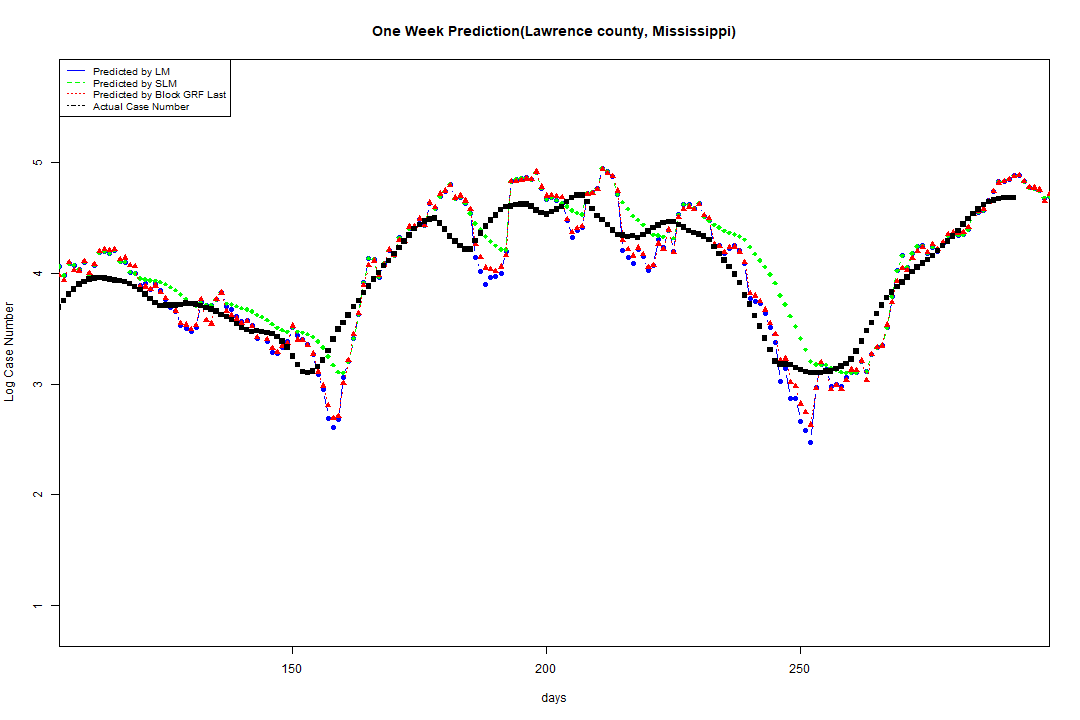 One Week Prediction(Lawrence county, Mississippi)
Predicted by LM
Predicted by SLM
Predicted by Block GRF Last
Actual Case Number
5
4
3
2
1
Log Case Number
150
200
250
days